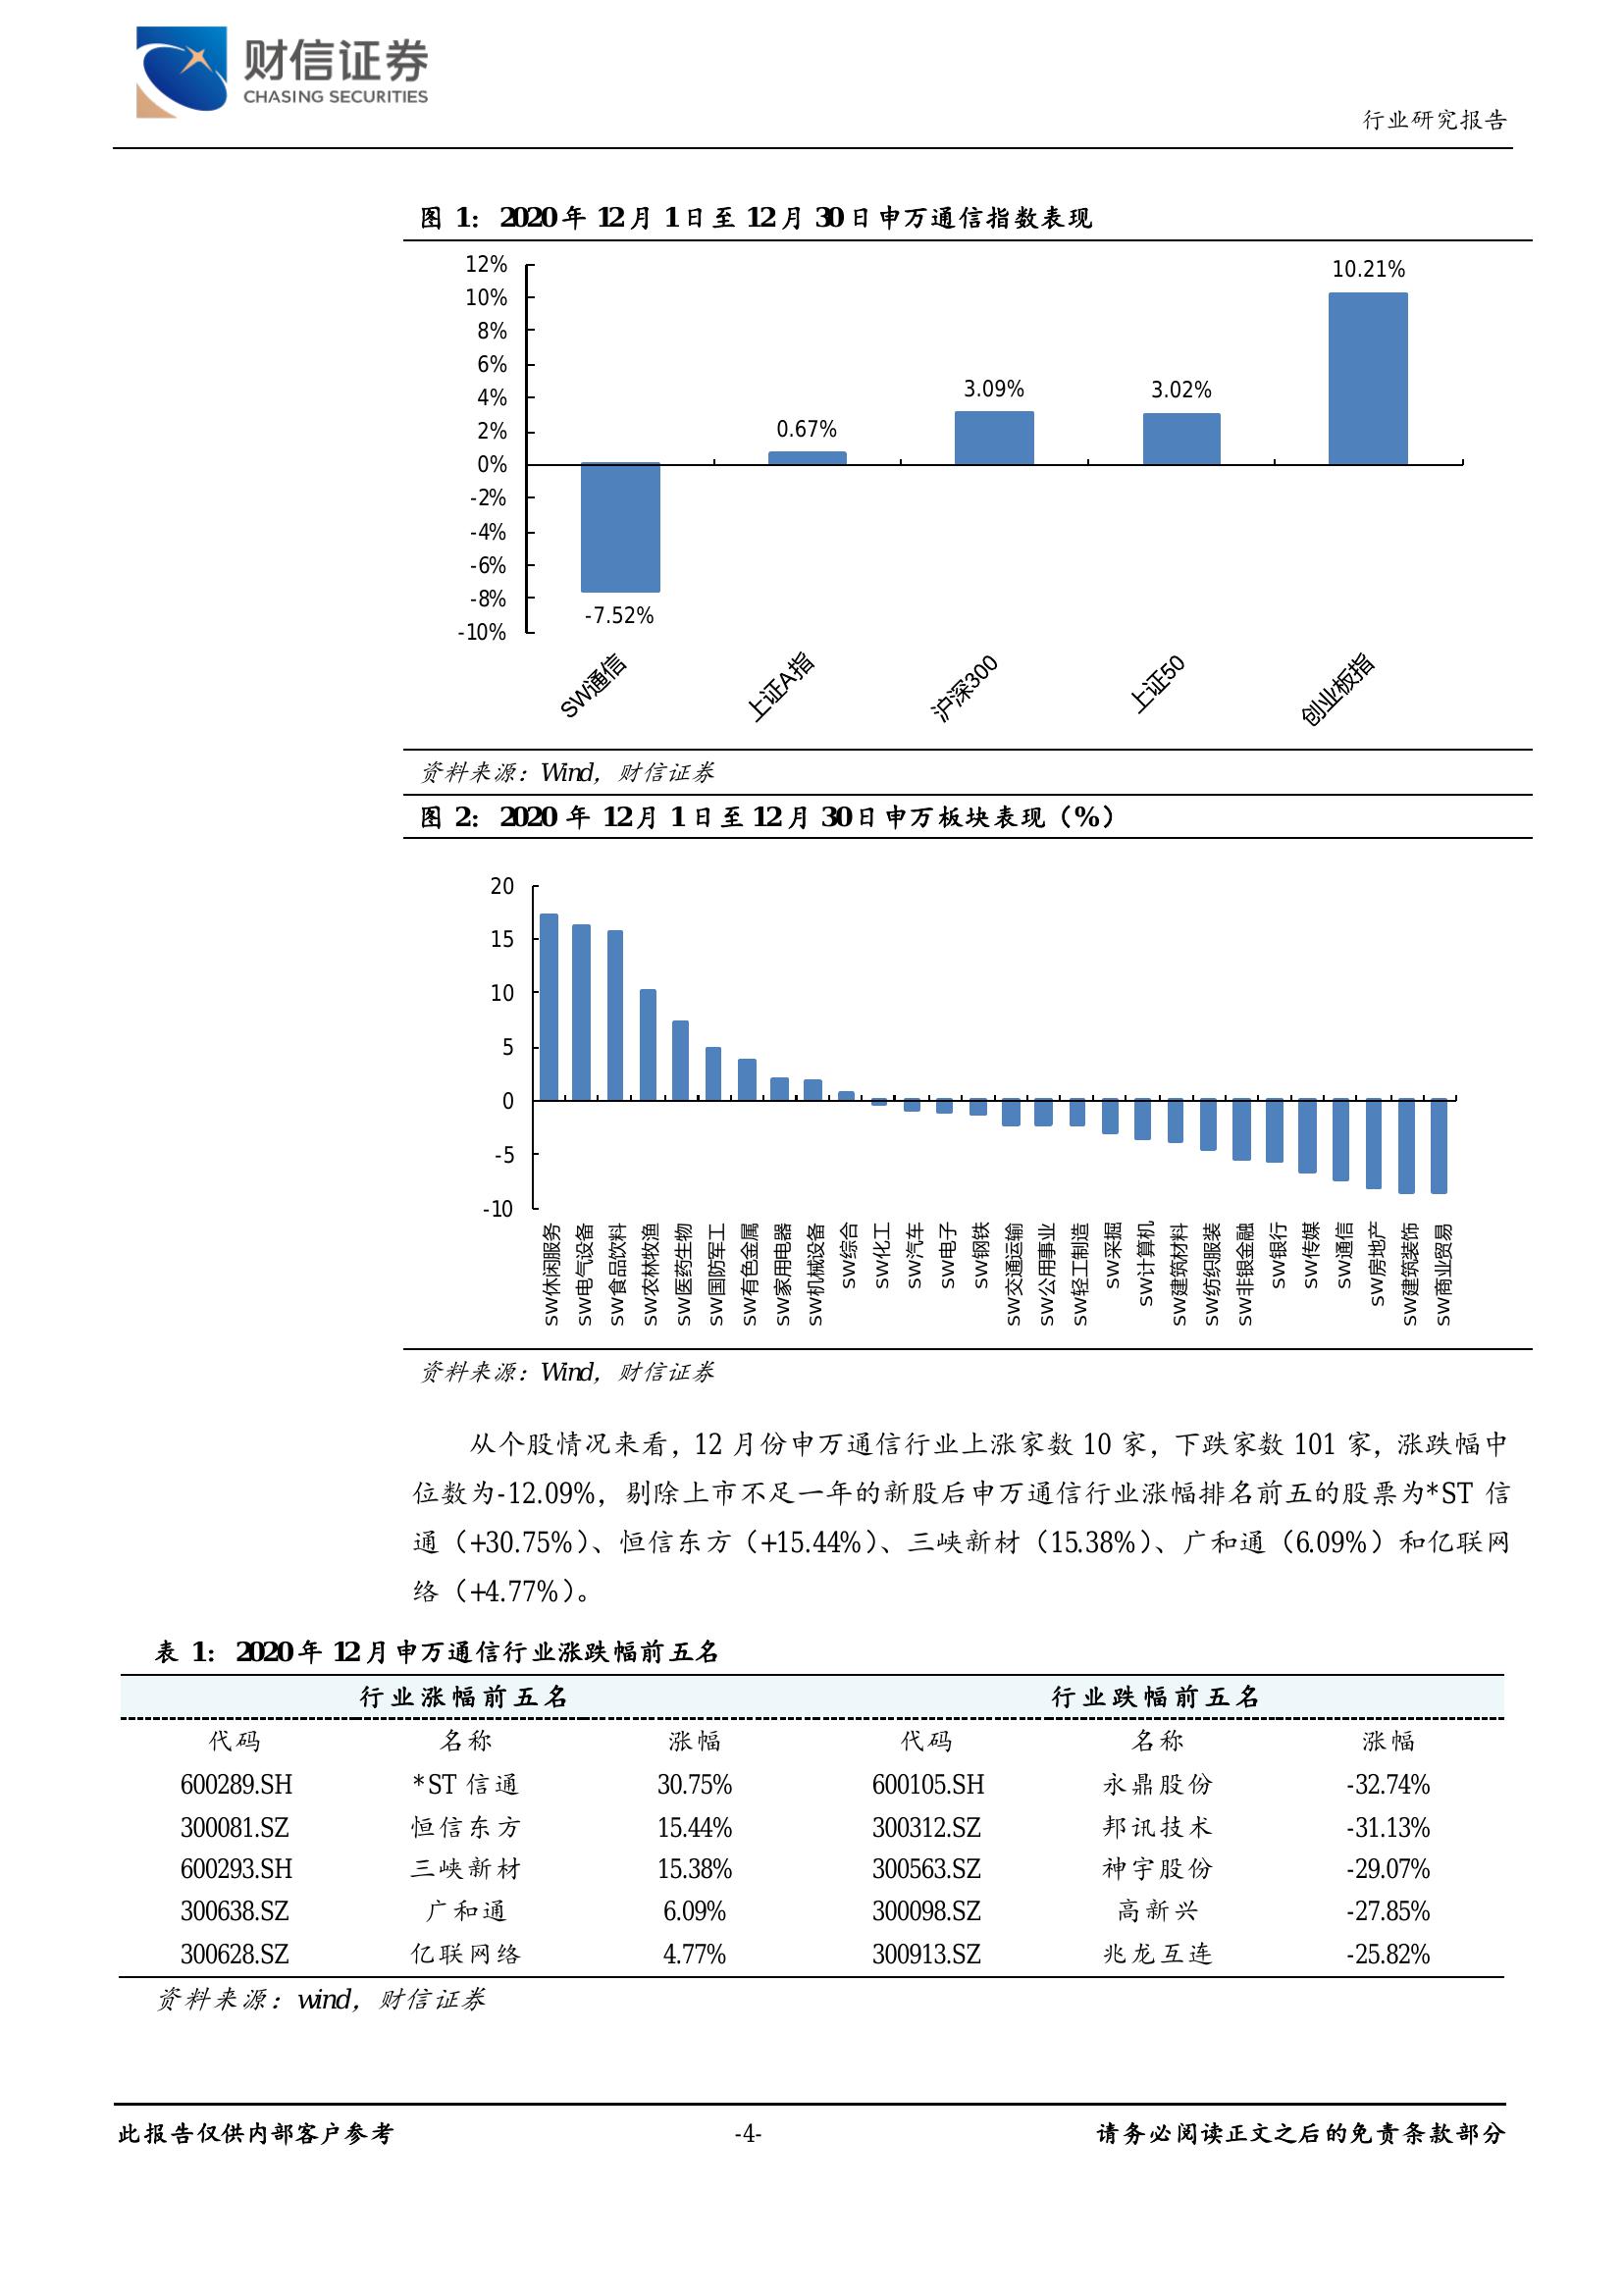 财信证券
CHASING SECURITIES
行业研究报告
图 1：2020 年 12 月 1 日至 12 月 30 日申万通信指数表现
12%
10%
8%
6%
4%
2%
0%
-2%
-4%
-6%
-8%
-10%
-7.52%
0.67%
3.09%
3.02%
10.21%
SW通信
上证A指
沪深300
上证50
创业板指
资料来源：Wind，财信证券
图 2：2020 年 12 月 1 日至 12 月 30 日申万板块表现（%）
20
15
10
5
0
-5
-10
SW休闲服务
SW电气设备
SW食品饮料
SW农林牧渔
SW医药生物
SW国防军工
SW有色金属
SW家用电器
SW机械设备
SW综合
SW化工
SW汽车
SW电子
SW钢铁
SW交通运输
SW公用事业
SW轻工制造
SW采掘
SW计算机
SW建筑材料
SW纺织服装
SW非银金融
SW银行
SW传媒
SW通信
SW房地产
SW建筑装饰
SW商业贸易
资料来源：Wind，财信证券
从个股情况来看，12 月份申万通信行业上涨家数 10 家，下跌家数 101 家，涨跌幅中
位数为-12.09%，剔除上市不足一年的新股后申万通信行业涨幅排名前五的股票为*ST 信
通（+30.75%）、恒信东方（+15.44%）、三峡新材（15.38%）、广和通（6.09%）和亿联网
络（+4.77%）。
表 1：2020 年 12 月申万通信行业涨跌幅前五名
行业涨幅前五名 行业跌幅前五名
代码 名称 涨幅 代码 名称 涨幅
600289.SH *ST 信通 30.75% 600105.SH 永鼎股份 -32.74%
300081.SZ 恒信东方 15.44% 300312.SZ 邦讯技术 -31.13%
600293.SH 三峡新材 15.38% 300563.SZ 神宇股份 -29.07%
300638.SZ 广和通 6.09% 300098.SZ 高新兴 -27.85%
300628.SZ 亿联网络 4.77% 300913.SZ 兆龙互连 -25.82%
资料来源：wind，财信证券
此报告仅供内部客户参考 -4- 请务必阅读正文之后的免责条款部分